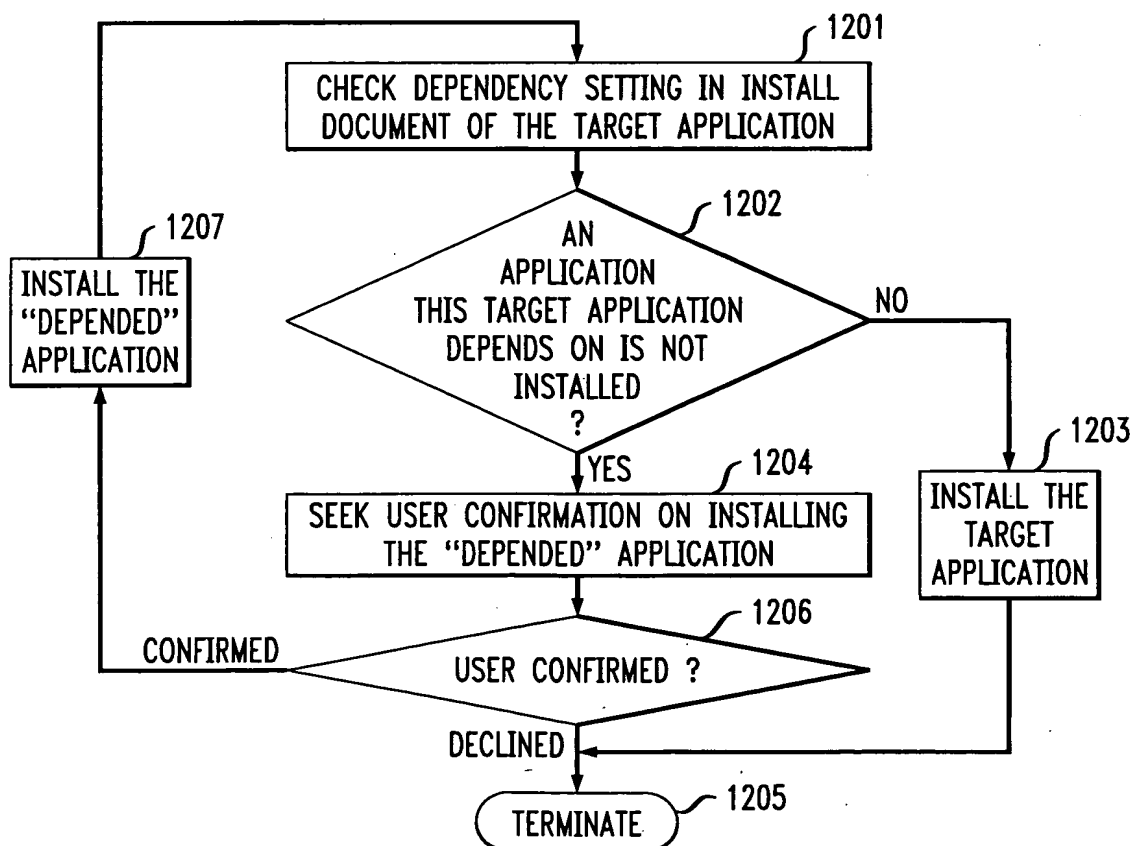 1201
CHECK DEPENDENCY SETTING IN INSTALL
DOCUMENT OF THE TARGET APPLICATION
1202
AN
APPLICATION
THIS TARGET APPLICATION
DEPENDS ON IS NOT
INSTALLED
?
NO
YES
1207
INSTALL THE
“DEPENDED”
APPLICATION
1203
INSTALL THE
TARGET
APPLICATION
1204
SEEK USER CONFIRMATION ON INSTALLING
THE “DEPENDED” APPLICATION
1206
USER CONFIRMED ?
CONFIRMED
DECLINED
1205
TERMINATE